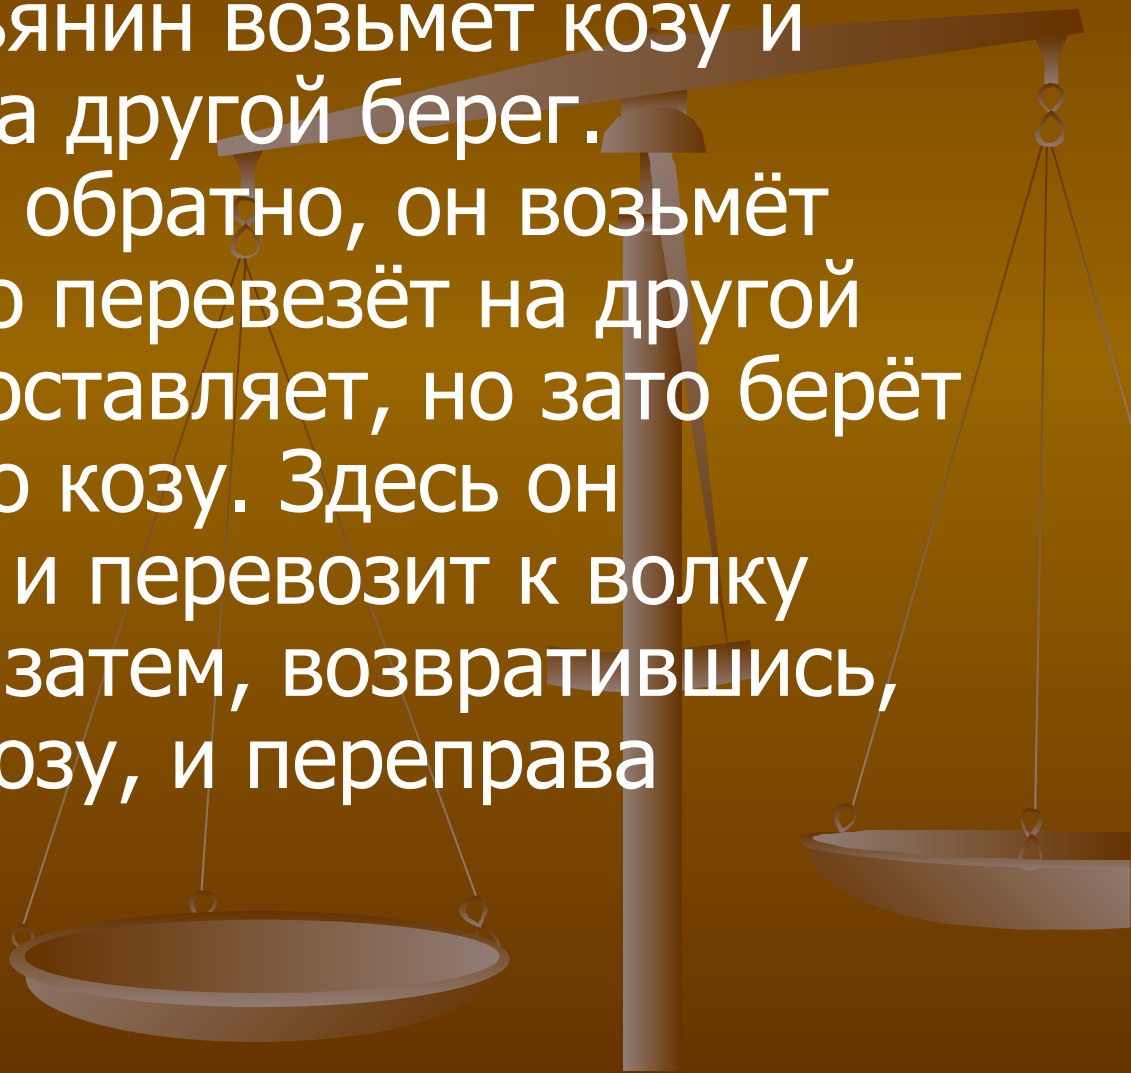 ьянин возьмёт козу и
а другой берег.
обратно, он возьмёт
о перевезёт на другой
оставляет, но зато берёт
ю козу. Здесь он
и перевозит к волку
затем, возвратившись,
озу, и переправа